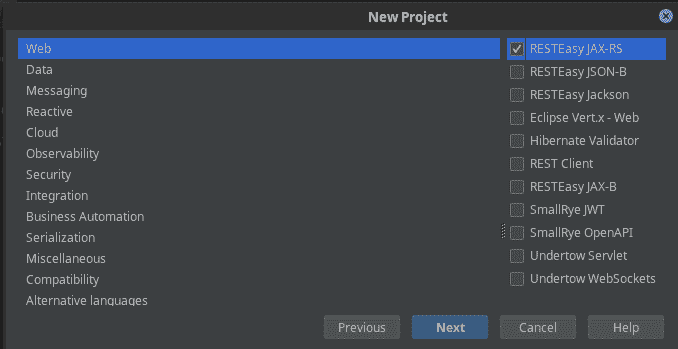 New Project
Web
Data
Messaging
Reactive
Cloud
Observability
Security
Integration
Business Automation
Serialization
Miscellaneous
Compatibility
Alternative languages
RESTEasy JAX-RS
RESTEasy JSON-B
RESTEasy Jackson
Eclipse Vert.x - Web
Hibernate Validator
REST Client
RESTEasy JAX-B
SmallRye JWT
SmallRye OpenAPI
Undertow Servlet
Undertow WebSockets
Previous
Next
Cancel
Help